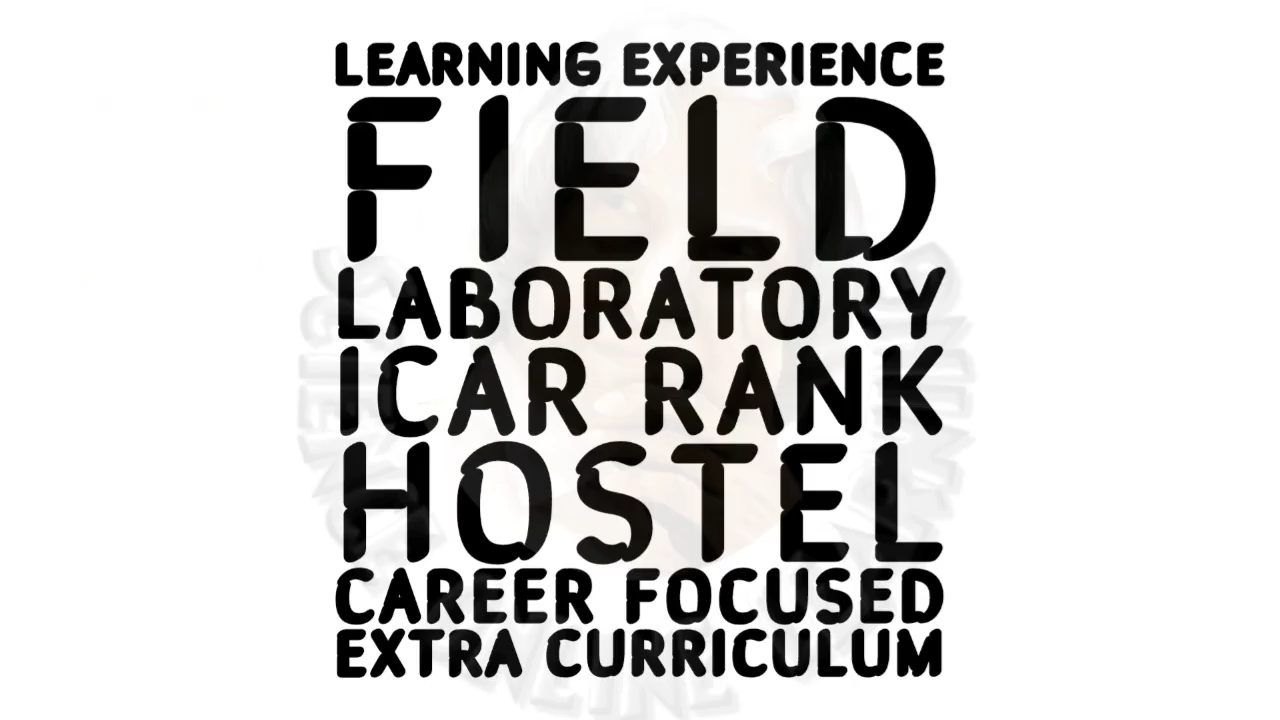 LEARNING EXPERIENCE
FIELD
LABORATORY
ICAR RANK
HOSTEL
CAREER FOCUSED
EXTRA CURRICULUM